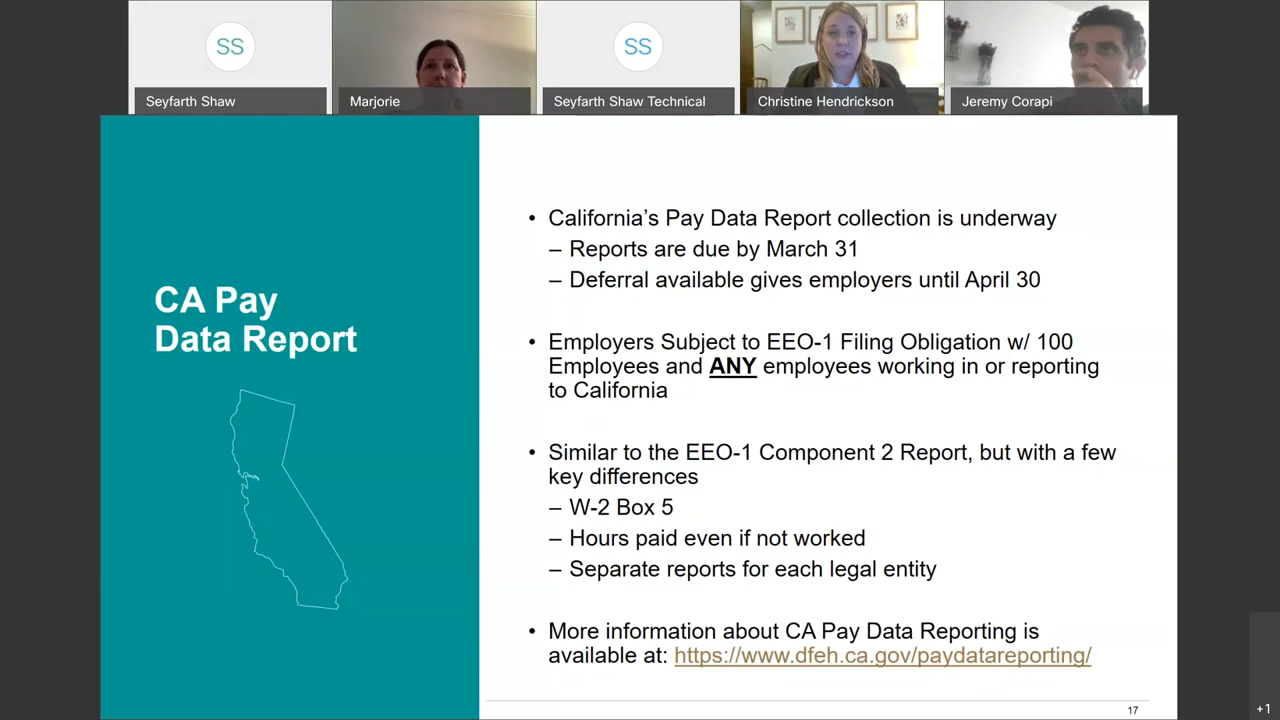 SS
SS
Seyfarth Shaw
Marjorie
Seyfarth Shaw Technical
Christine Hendrickson
Jeremy Corapi
CA Pay
Data Report
• California's Pay Data Report collection is underway
– Reports are due by March 31
– Deferral available gives employers until April 30
• Employers Subject to EEO-1 Filing Obligation w/ 100
Employees and ANY employees working in or reporting
to California
• Similar to the EEO-1 Component 2 Report, but with a few
key differences
– W-2 Box 5
– Hours paid even if not worked
– Separate reports for each legal entity
• More information about CA Pay Data Reporting is
available at: https://www.dfeh.ca.gov/paydatareporting/
17
+1